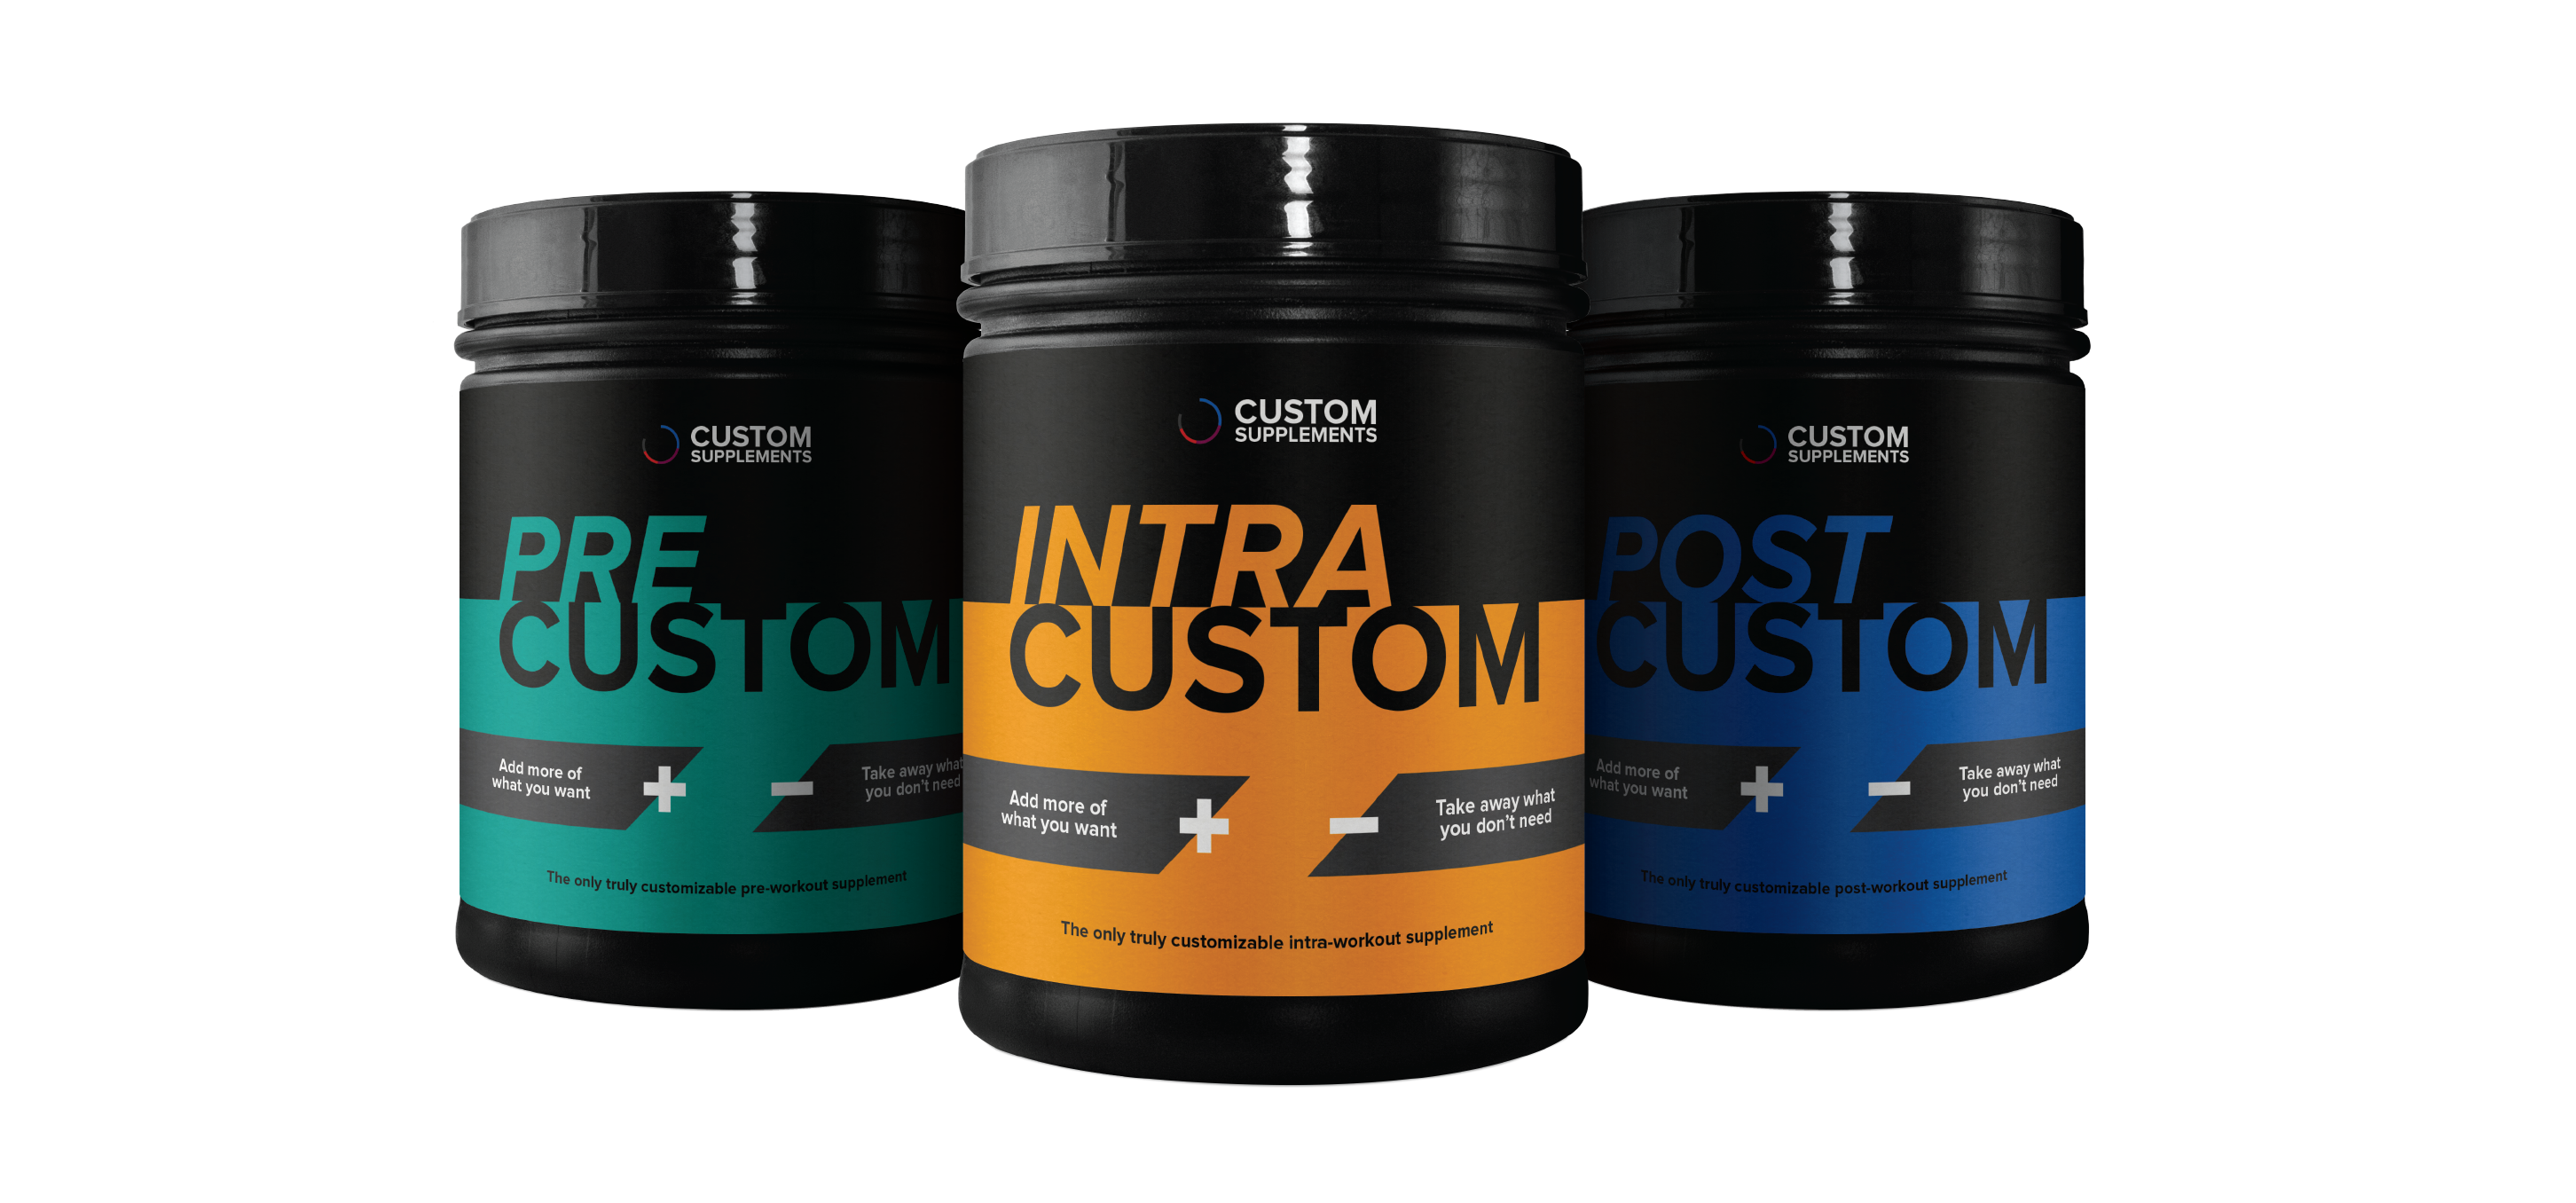 CUSTOM
SUPPLEMENTS
PRE
CUSTOM
Add more of
what you want
+
-
Take away what
you don't need
The only truly customizable pre-workout supplement
CUSTOM
SUPPLEMENTS
INTRA
CUSTOM
Add more of
what you want
+
-
Take away what
you don't need
The only truly customizable intra-workout supplement
CUSTOM
SUPPLEMENTS
POST
CUSTOM
Add more of
what you want
+
-
Take away what
you don't need
The only truly customizable post-workout supplement